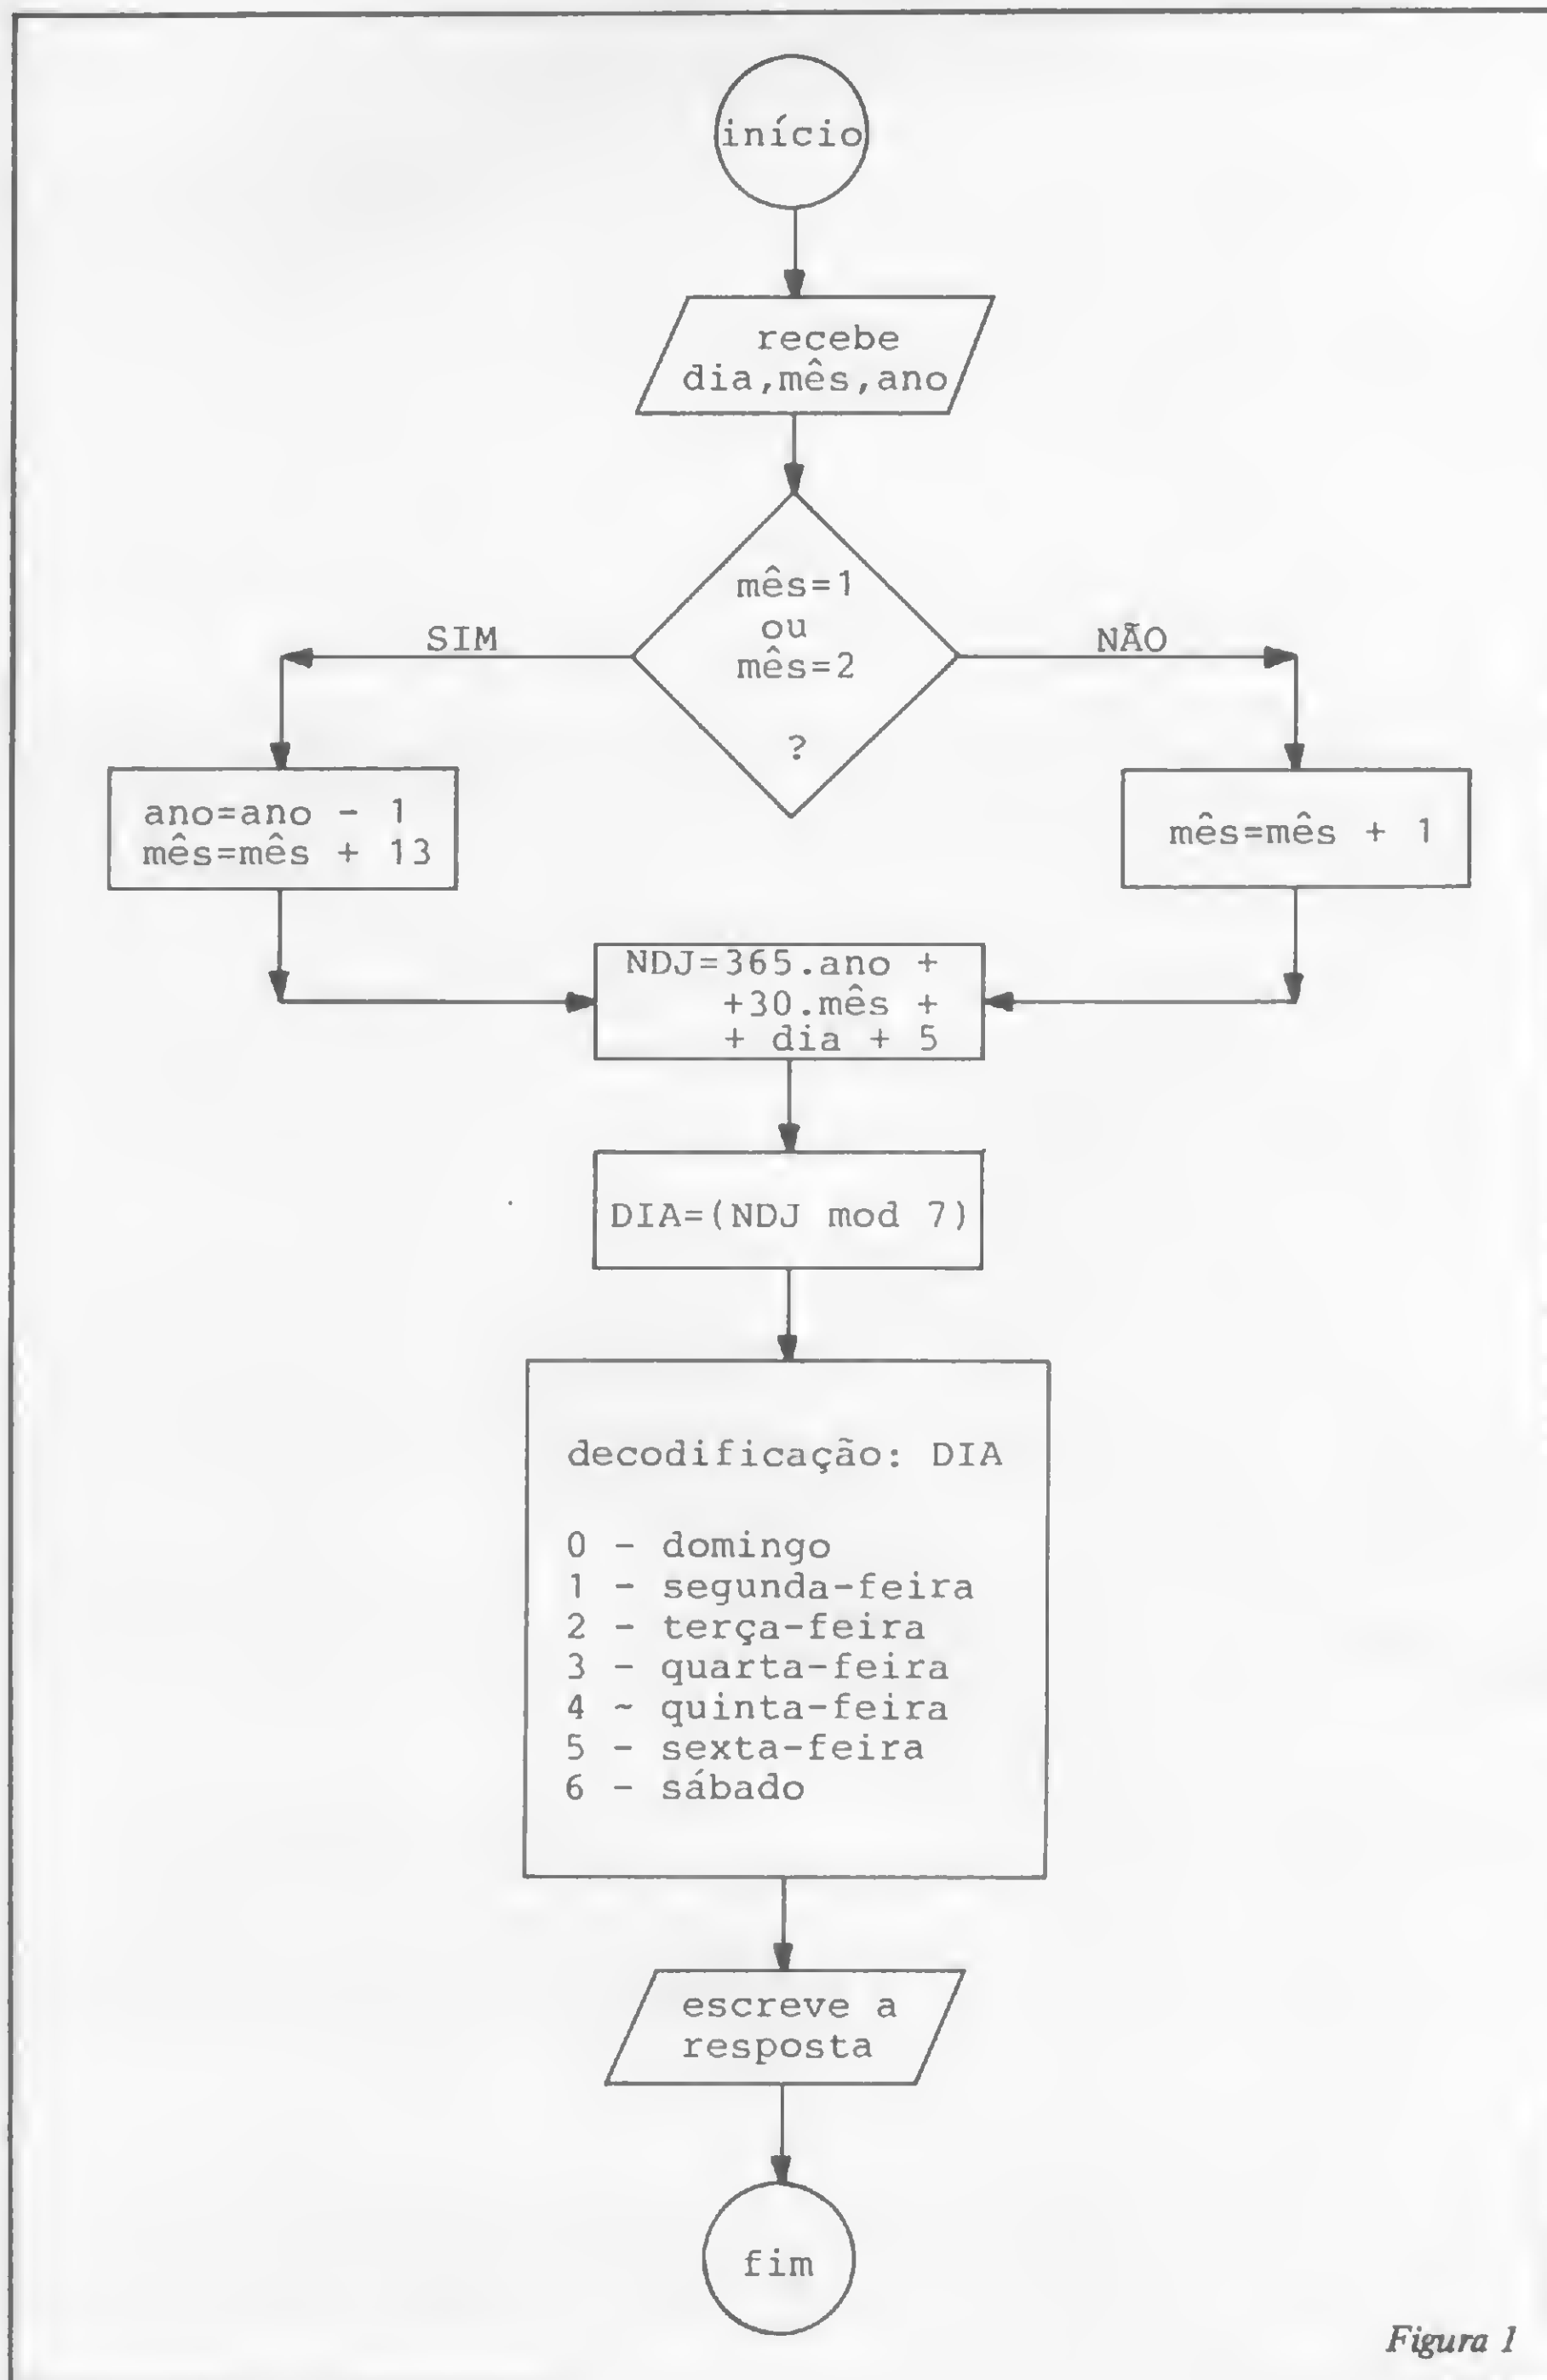 início
recebe
dia,mês,ano
mês=1
ou
mês=2
?
SIM
NÃO
ano=ano - 1
mês=mês + 13
mês=mês + 1
NDJ=365.ano +
+30.mês +
+ dia + 5
DIA=(NDJ mod 7)
decodificação: DIA
0 - domingo
1 - segunda-feira
2 - terça-feira
3 - quarta-feira
4 - quinta-feira
5 - sexta-feira
6 - sábado
escreve a
resposta
fim
Figura 1